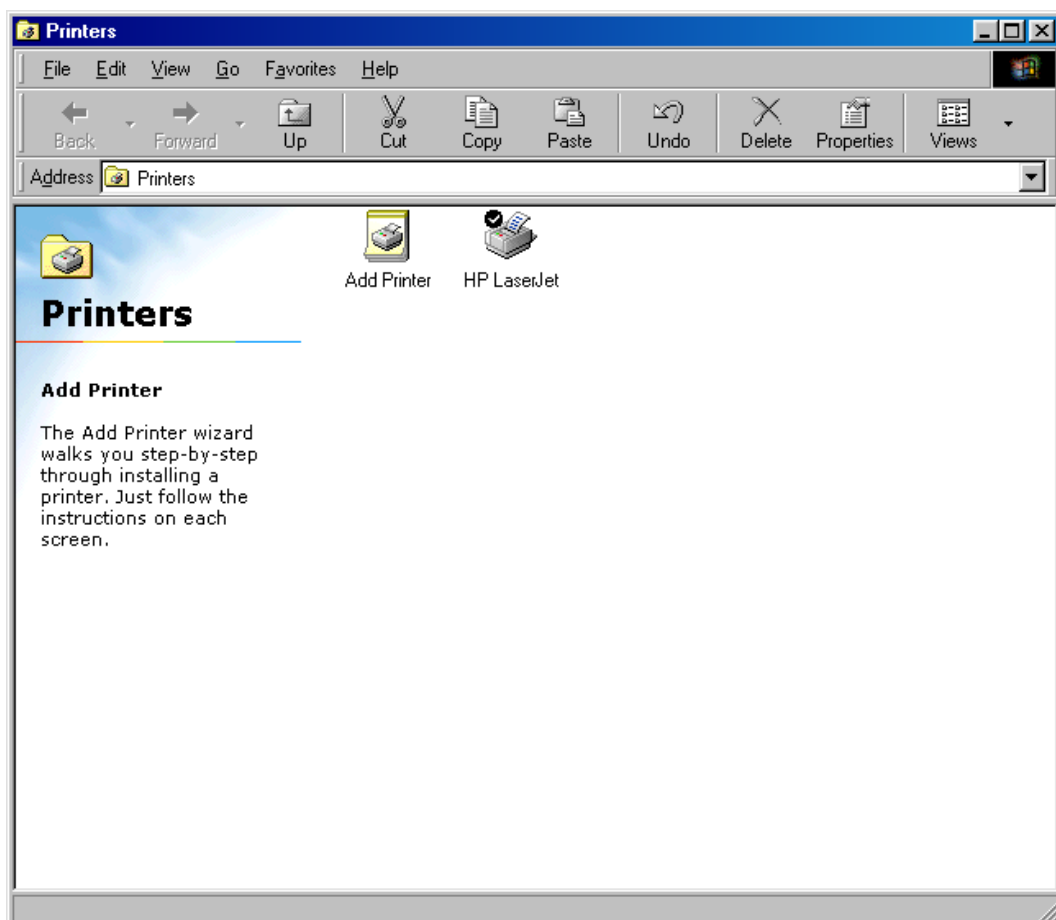 Printers
File Edit View Go Favorites Help
Back Forward Up Cut Copy Paste Undo Delete Properties Views
Address Printers
Add Printer HP LaserJet
Printers
Add Printer
The Add Printer wizard
walks you step-by-step
through installing a
printer. Just follow the
instructions on each
screen.